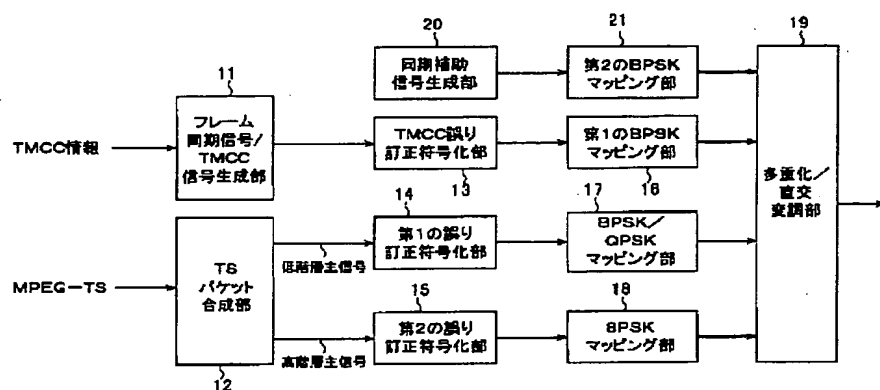 20
同期補助
信号生成部
21
第2のBPSK
マッピング部
19
多重化/
直交
変調部
11
フレーム
同期信号/
TMCC
信号生成部
TMCC情報
TMCC誤り
訂正符号化部
13
第1のBPSK
マッピング部
16
MPEG-TS
TS
パケット
合成部
12
低階層主信号
14
第1の誤り
訂正符号化部
17
BPSK/
QPSK
マッピング部
高階層主信号
15
第2の誤り
訂正符号化部
18
8PSK
マッピング部